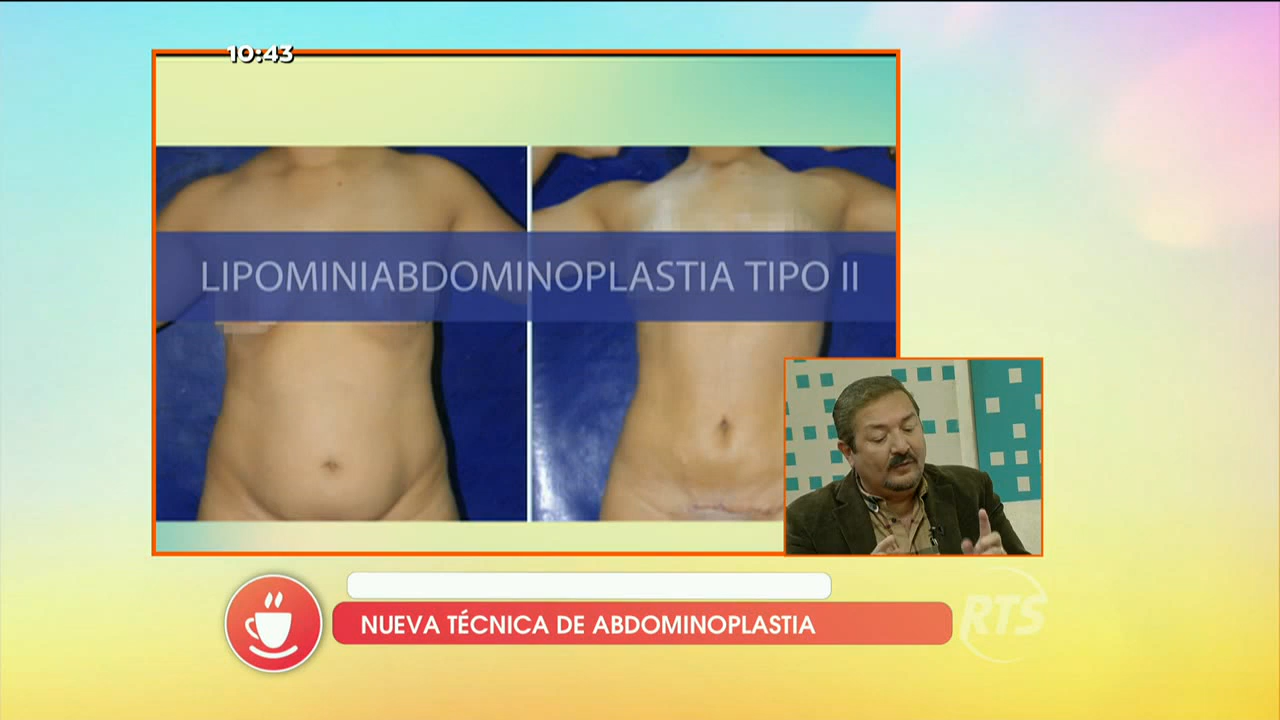 10:43
LIPOMINIABDOMINOPLASTIA TIPO II
NUEVA TÉCNICA DE ABDOMINOPLASTIA
RTS